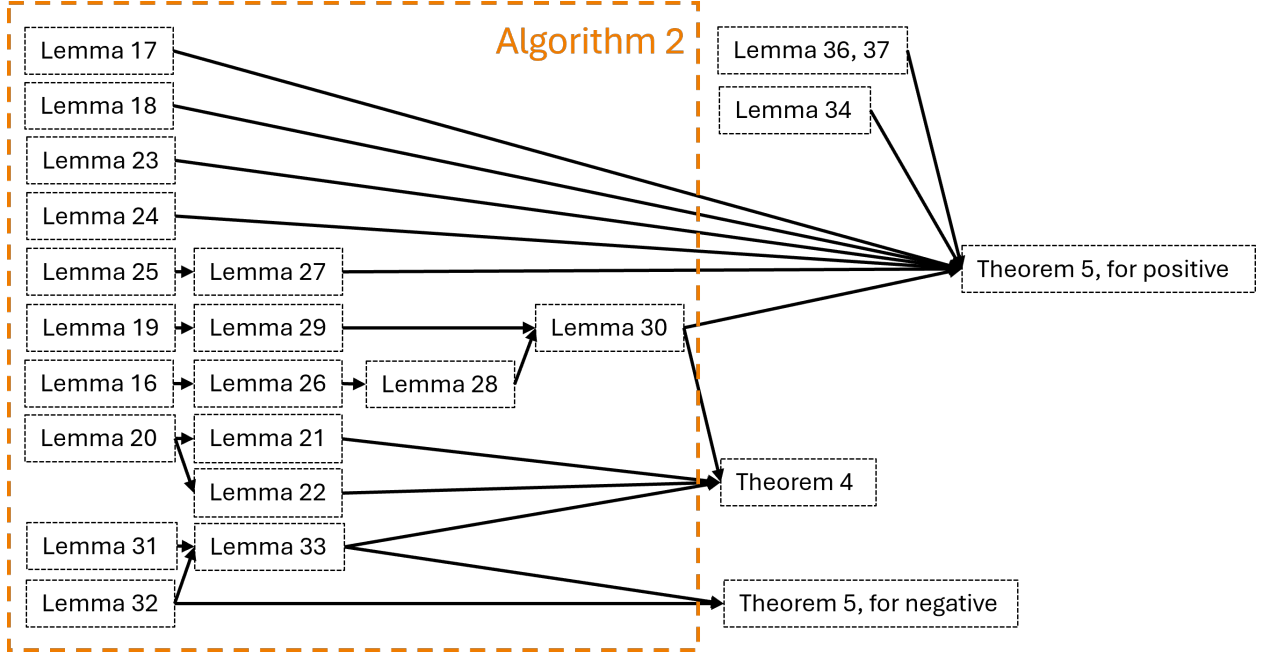 Algorithm 2
Lemma 17
Lemma 36, 37
Lemma 18
Lemma 34
Lemma 23
Lemma 24
Lemma 25
Lemma 27
Theorem 5, for positive
Lemma 19
Lemma 29
Lemma 30
Lemma 16
Lemma 26
Lemma 28
Lemma 20
Lemma 21
Lemma 22
Theorem 4
Lemma 31
Lemma 33
Lemma 32
Theorem 5, for negative